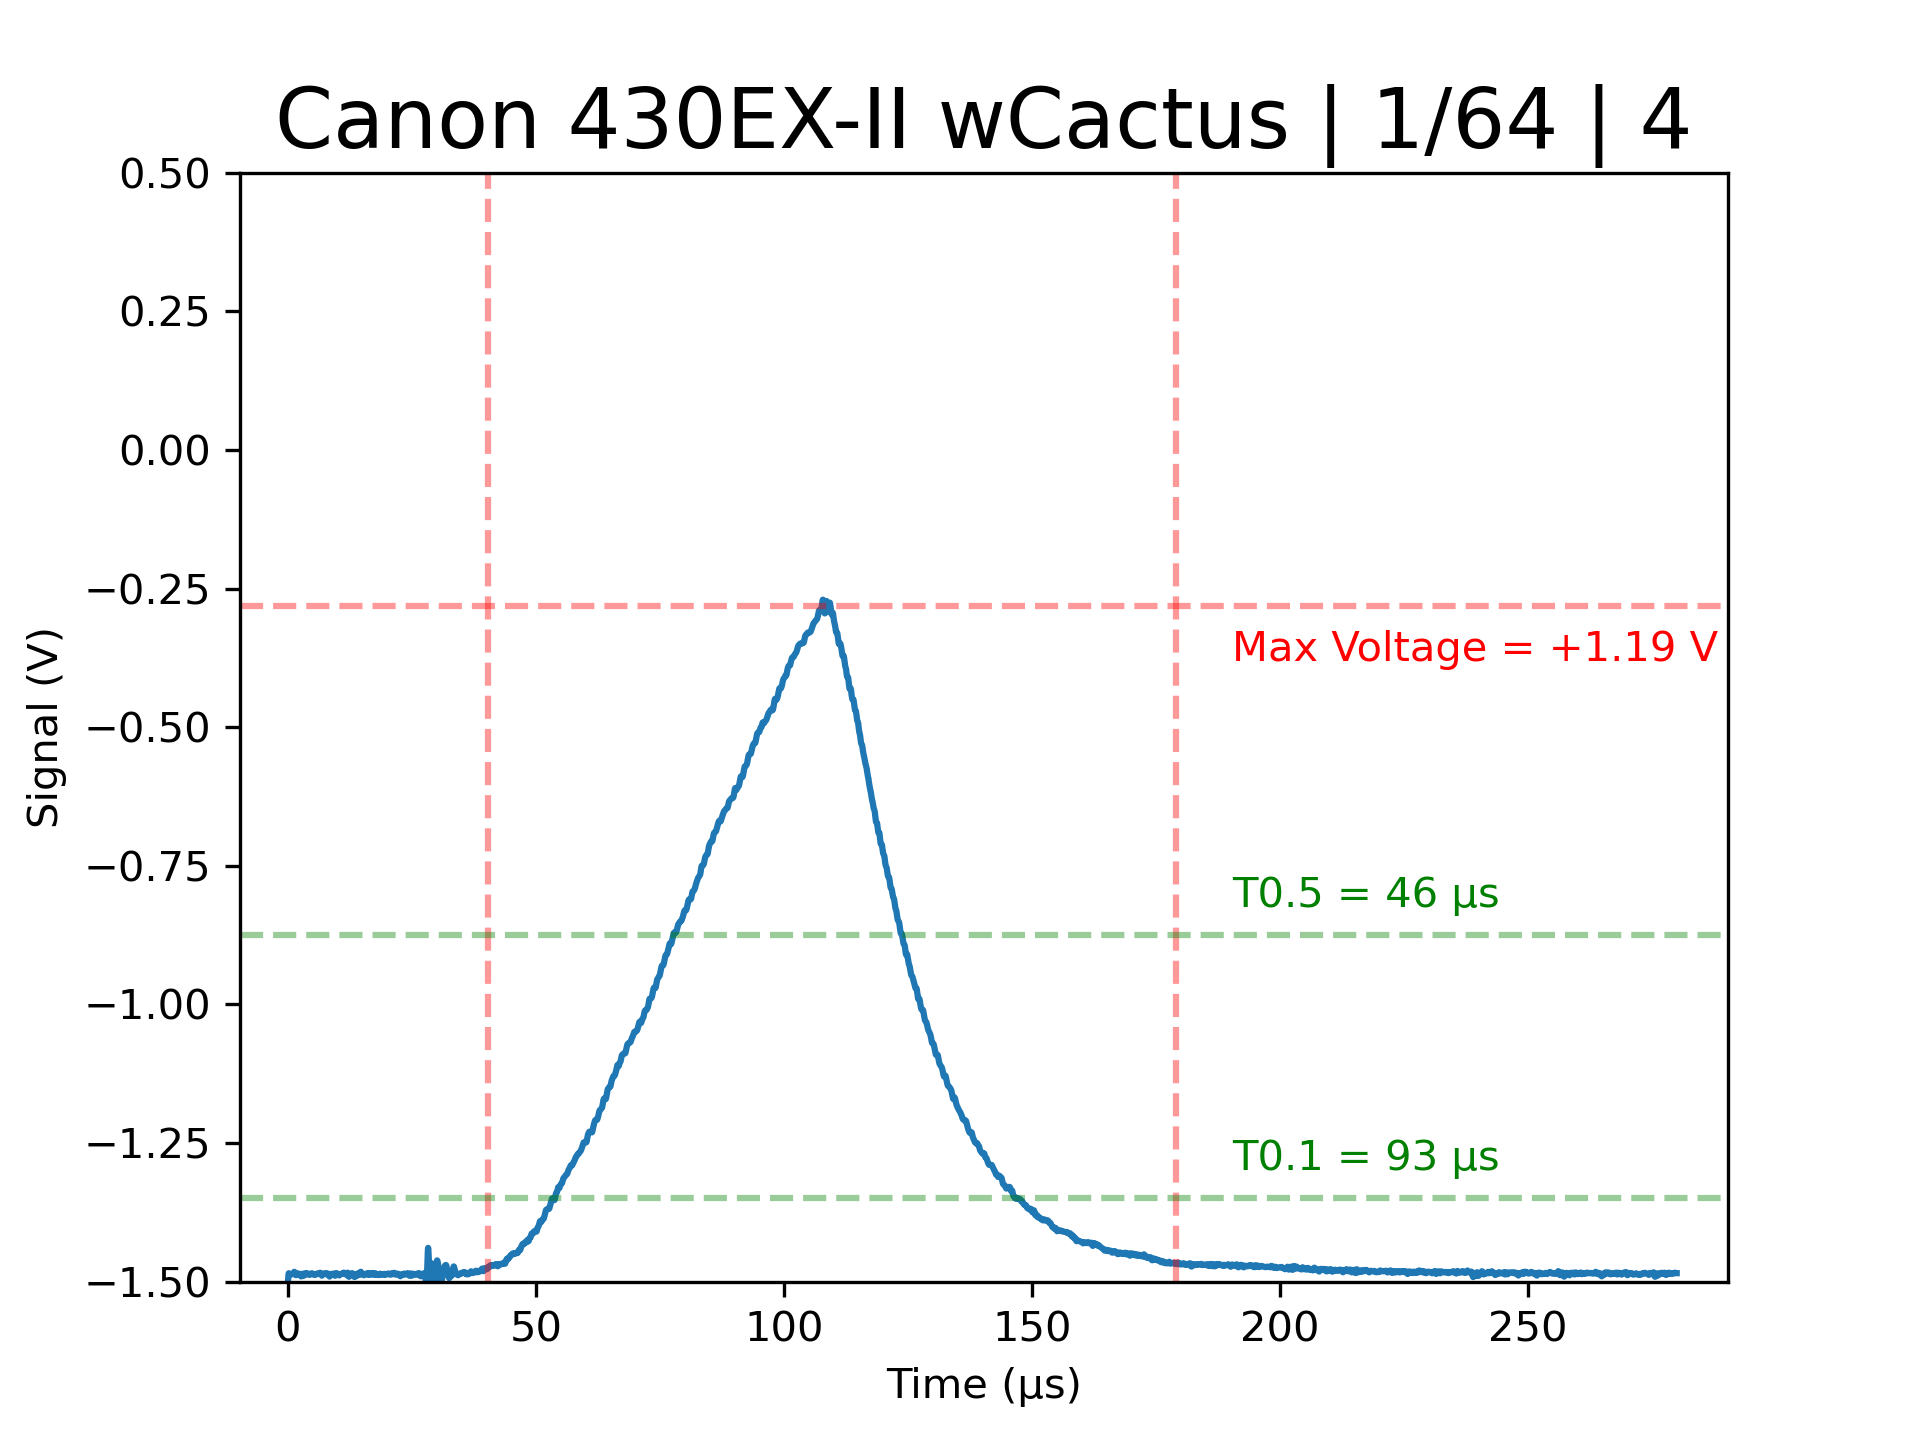 Canon 430EX-II wCactus | 1/64 | 4
0.50
0.25
0.00
−0.25
−0.50
−0.75
−1.00
−1.25
−1.50
Signal (V)
Max Voltage = +1.19 V
T0.5 = 46 µs
T0.1 = 93 µs
0 50 100 150 200 250
Time (µs)